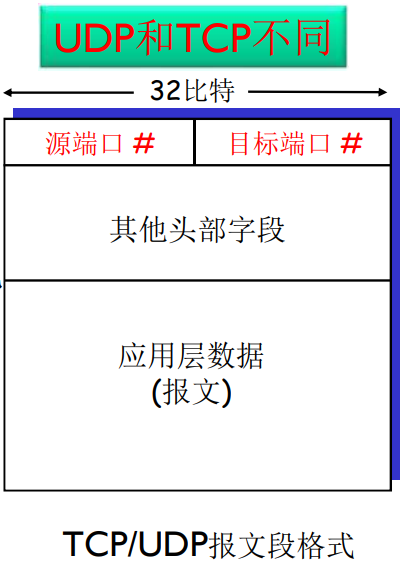 UDP和TCP不同
32比特
源端口 #
目标端口 #
其他头部字段
应用层数据
(报文)
TCP/UDP报文段格式